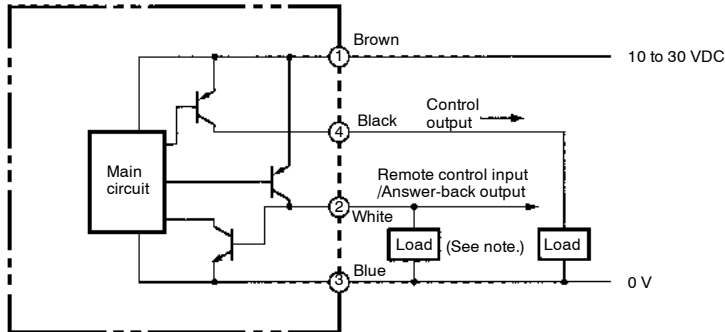 Brown
1
10 to 30 VDC
Control
output
Black
4
Main
circuit
Remote control input
/Answer-back output
2
White
Load
(See note.)
Load
Blue
3
0 V